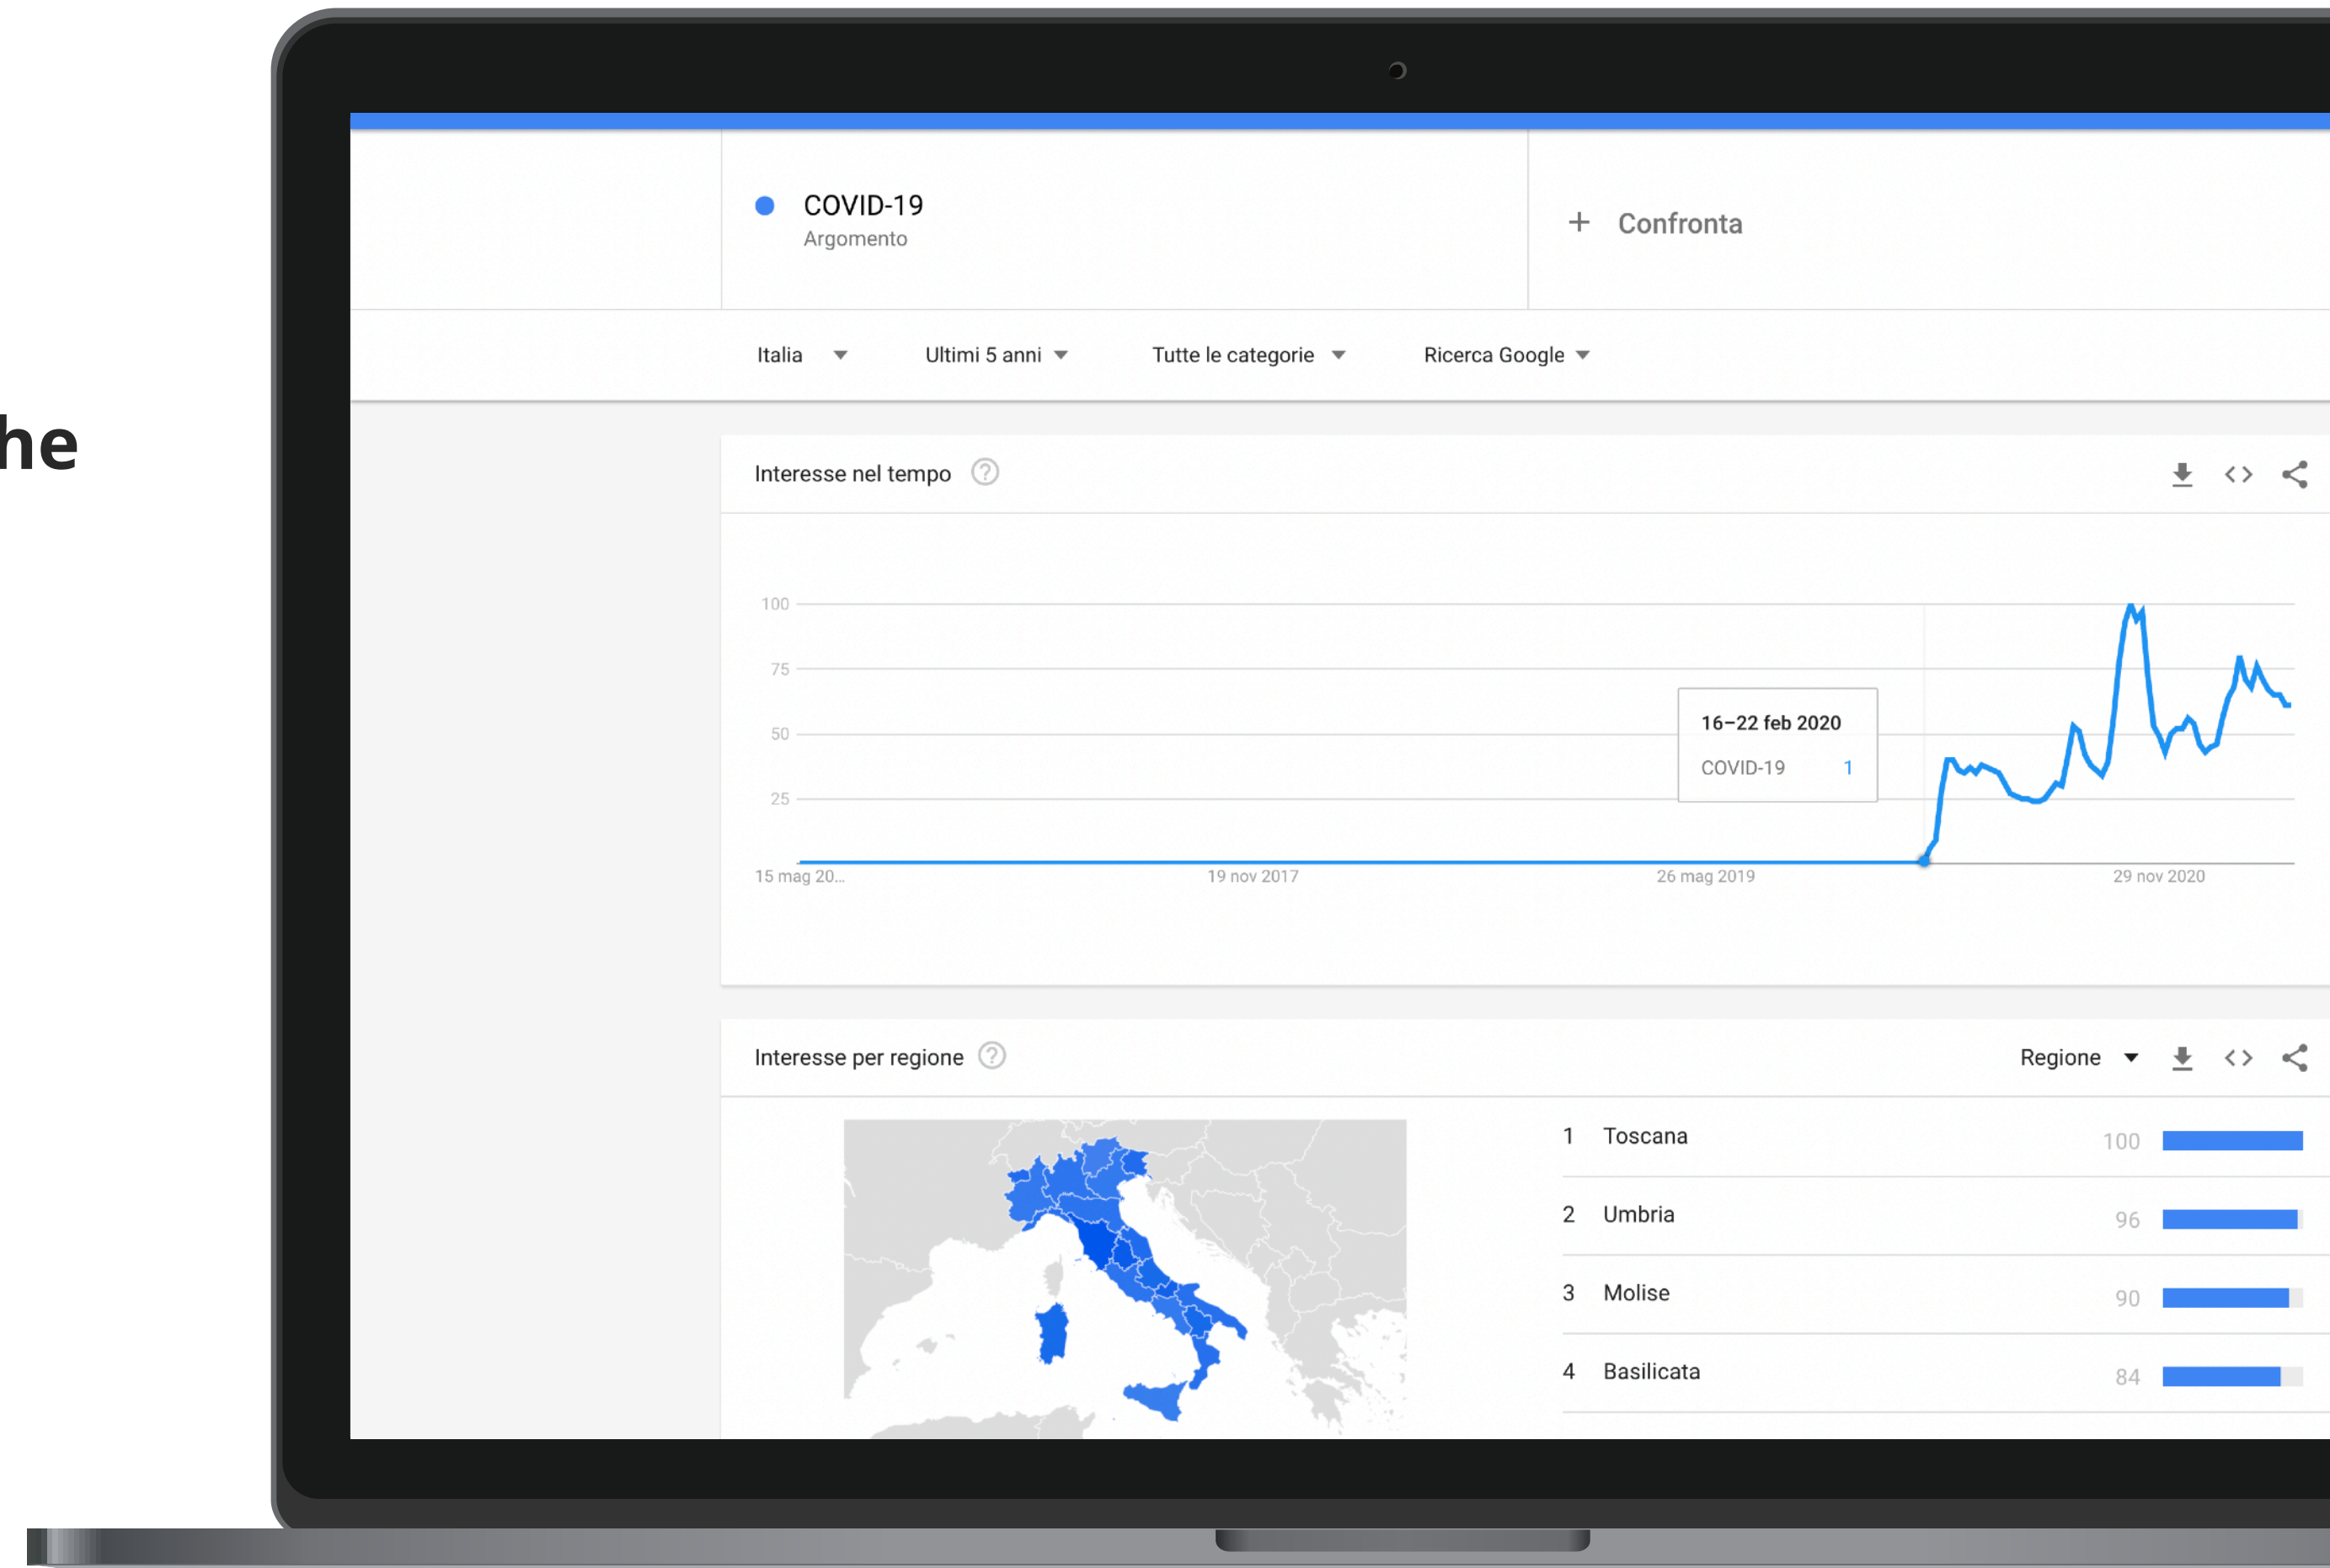 COVID-19
Argomento
+ Confronta
Italia
Ultimi 5 anni
Tutte le categorie
Ricerca Google
he
Interesse nel tempo
100
75
50
25
16–22 feb 2020
COVID-19 1
15 mag 20...
19 nov 2017
26 mag 2019
29 nov 2020
Interesse per regione
Regione
1 Toscana 100
2 Umbria 96
3 Molise 90
4 Basilicata 84